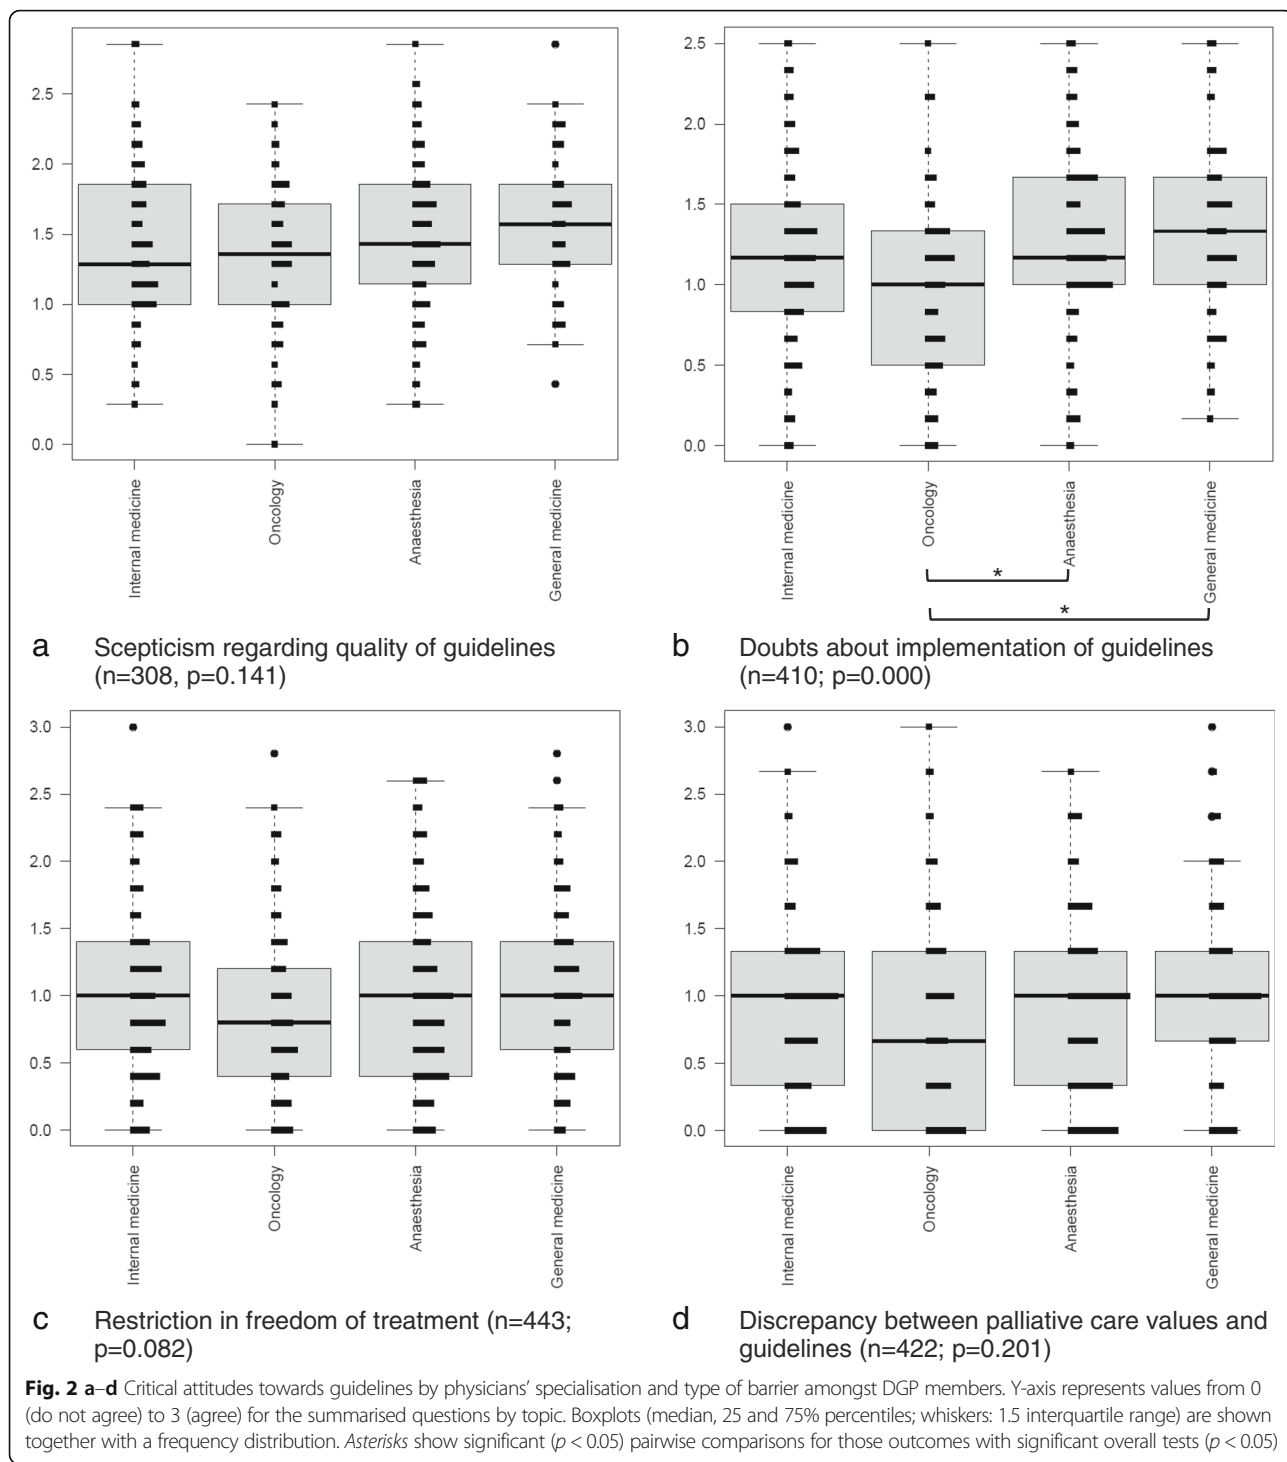 2.5
2.0
1.5
1.0
0.5
0.0
Internal medicine
Oncology
Anaesthesia
General medicine
a Scepticism regarding quality of guidelines
(n=308, p=0.141)
2.5
2.0
1.5
1.0
0.5
0.0
Internal medicine
Oncology
Anaesthesia
General medicine
*
*
b Doubts about implementation of guidelines
(n=410; p=0.000)
3.0
2.5
2.0
1.5
1.0
0.5
0.0
Internal medicine
Oncology
Anaesthesia
General medicine
c Restriction in freedom of treatment (n=443;
p=0.082)
3.0
2.5
2.0
1.5
1.0
0.5
0.0
Internal medicine
Oncology
Anaesthesia
General medicine
d Discrepancy between palliative care values and
guidelines (n=422; p=0.201)
Fig. 2 a–d Critical attitudes towards guidelines by physicians' specialisation and type of barrier amongst DGP members. Y-axis represents values from 0
(do not agree) to 3 (agree) for the summarised questions by topic. Boxplots (median, 25 and 75% percentiles; whiskers: 1.5 interquartile range) are shown
together with a frequency distribution. Asterisks show significant (p < 0.05) pairwise comparisons for those outcomes with significant overall tests (p < 0.05)